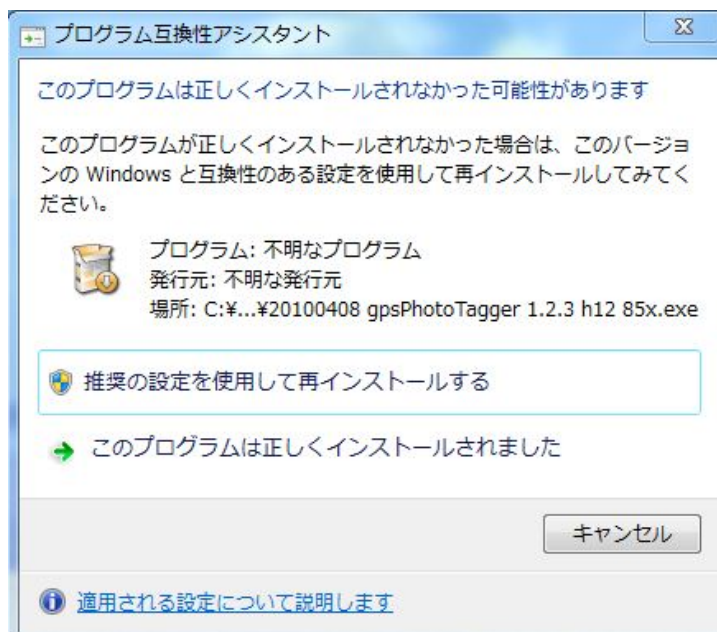 プログラム互換性アシスタント
このプログラムは正しくインストールされなかった可能性があります
このプログラムが正しくインストールされなかった場合は、このバージョ
ンの Windows と互換性のある設定を使用して再インストールしてみてく
ださい。
プログラム: 不明なプログラム
発行元: 不明な発行元
場所: C:¥...¥20100408 gpsPhotoTagger 1.2.3 h12 85x.exe
推奨の設定を使用して再インストールする
このプログラムは正しくインストールされました
キャンセル
適用される設定について説明します